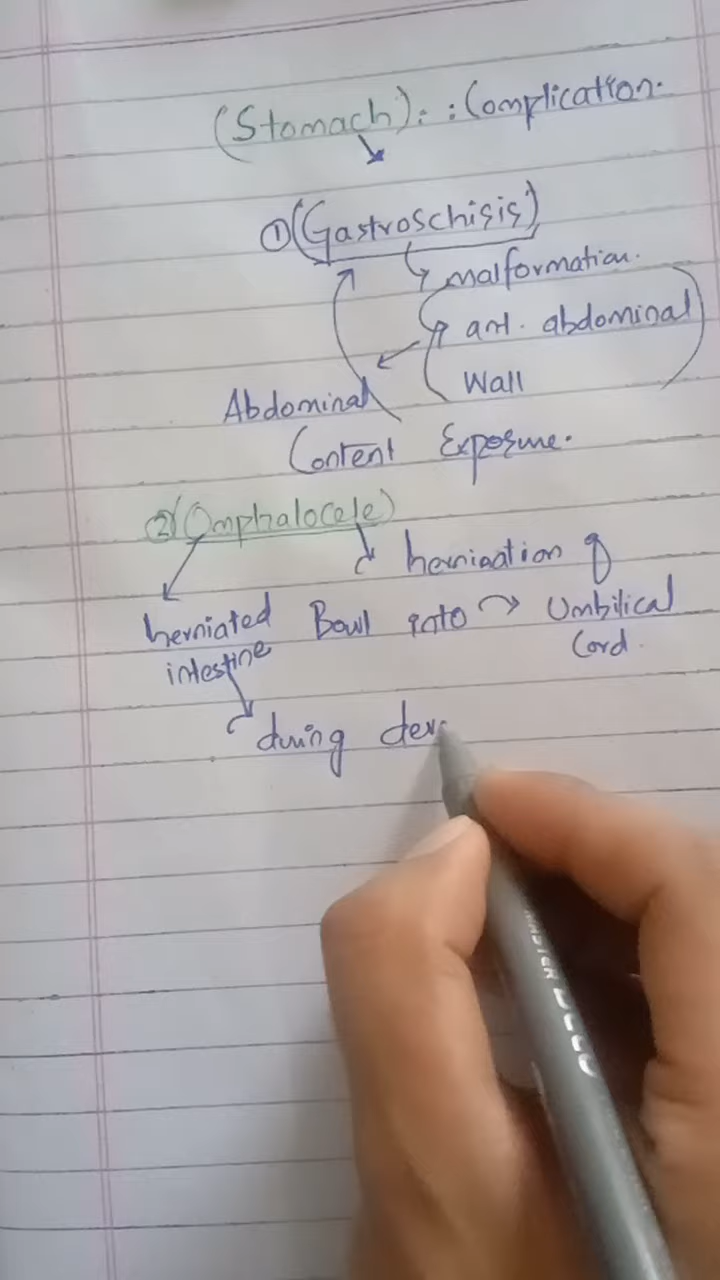 (Stomach): : Complication.
① (Gastroschisis)
malformation.
ant. abdominal
Wall
Abdominal
Content Exposure.
② (Omphalocele)
herniation of
herniated Bowl into Umbilical
intestine Cord.
during dev